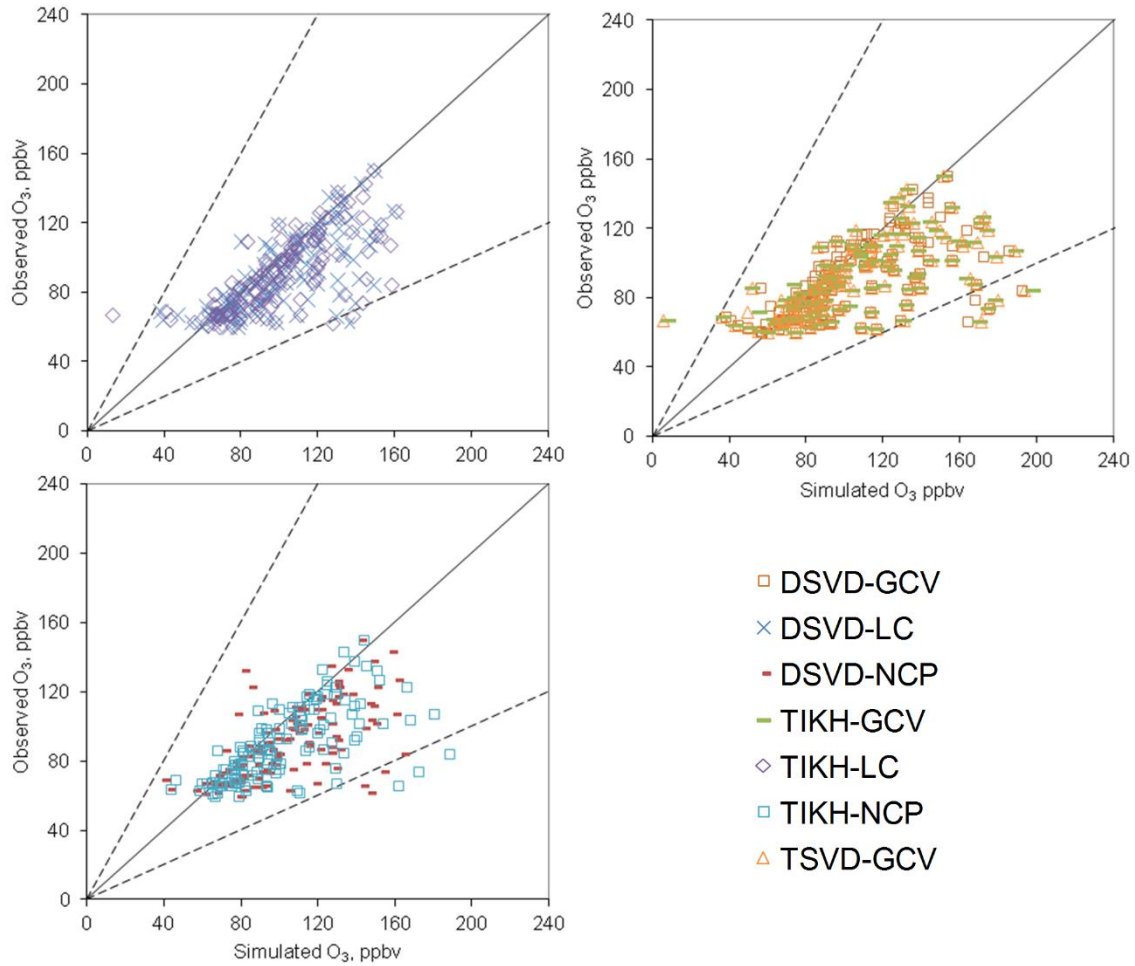 240
200
160
120
80
40
0
Observed O₃, ppbv
0 40 80 120 160 200 240
240
200
160
120
80
40
0
Observed O₃ ppbv
0 40 80 120 160 200 240
Simulated O₃ ppbv
240
200
160
120
80
40
0
Observed O₃, ppbv
0 40 80 120 160 200 240
Simulated O₃, ppbv
DSVD-GCV
DSVD-LC
DSVD-NCP
TIKH-GCV
TIKH-LC
TIKH-NCP
TSVD-GCV